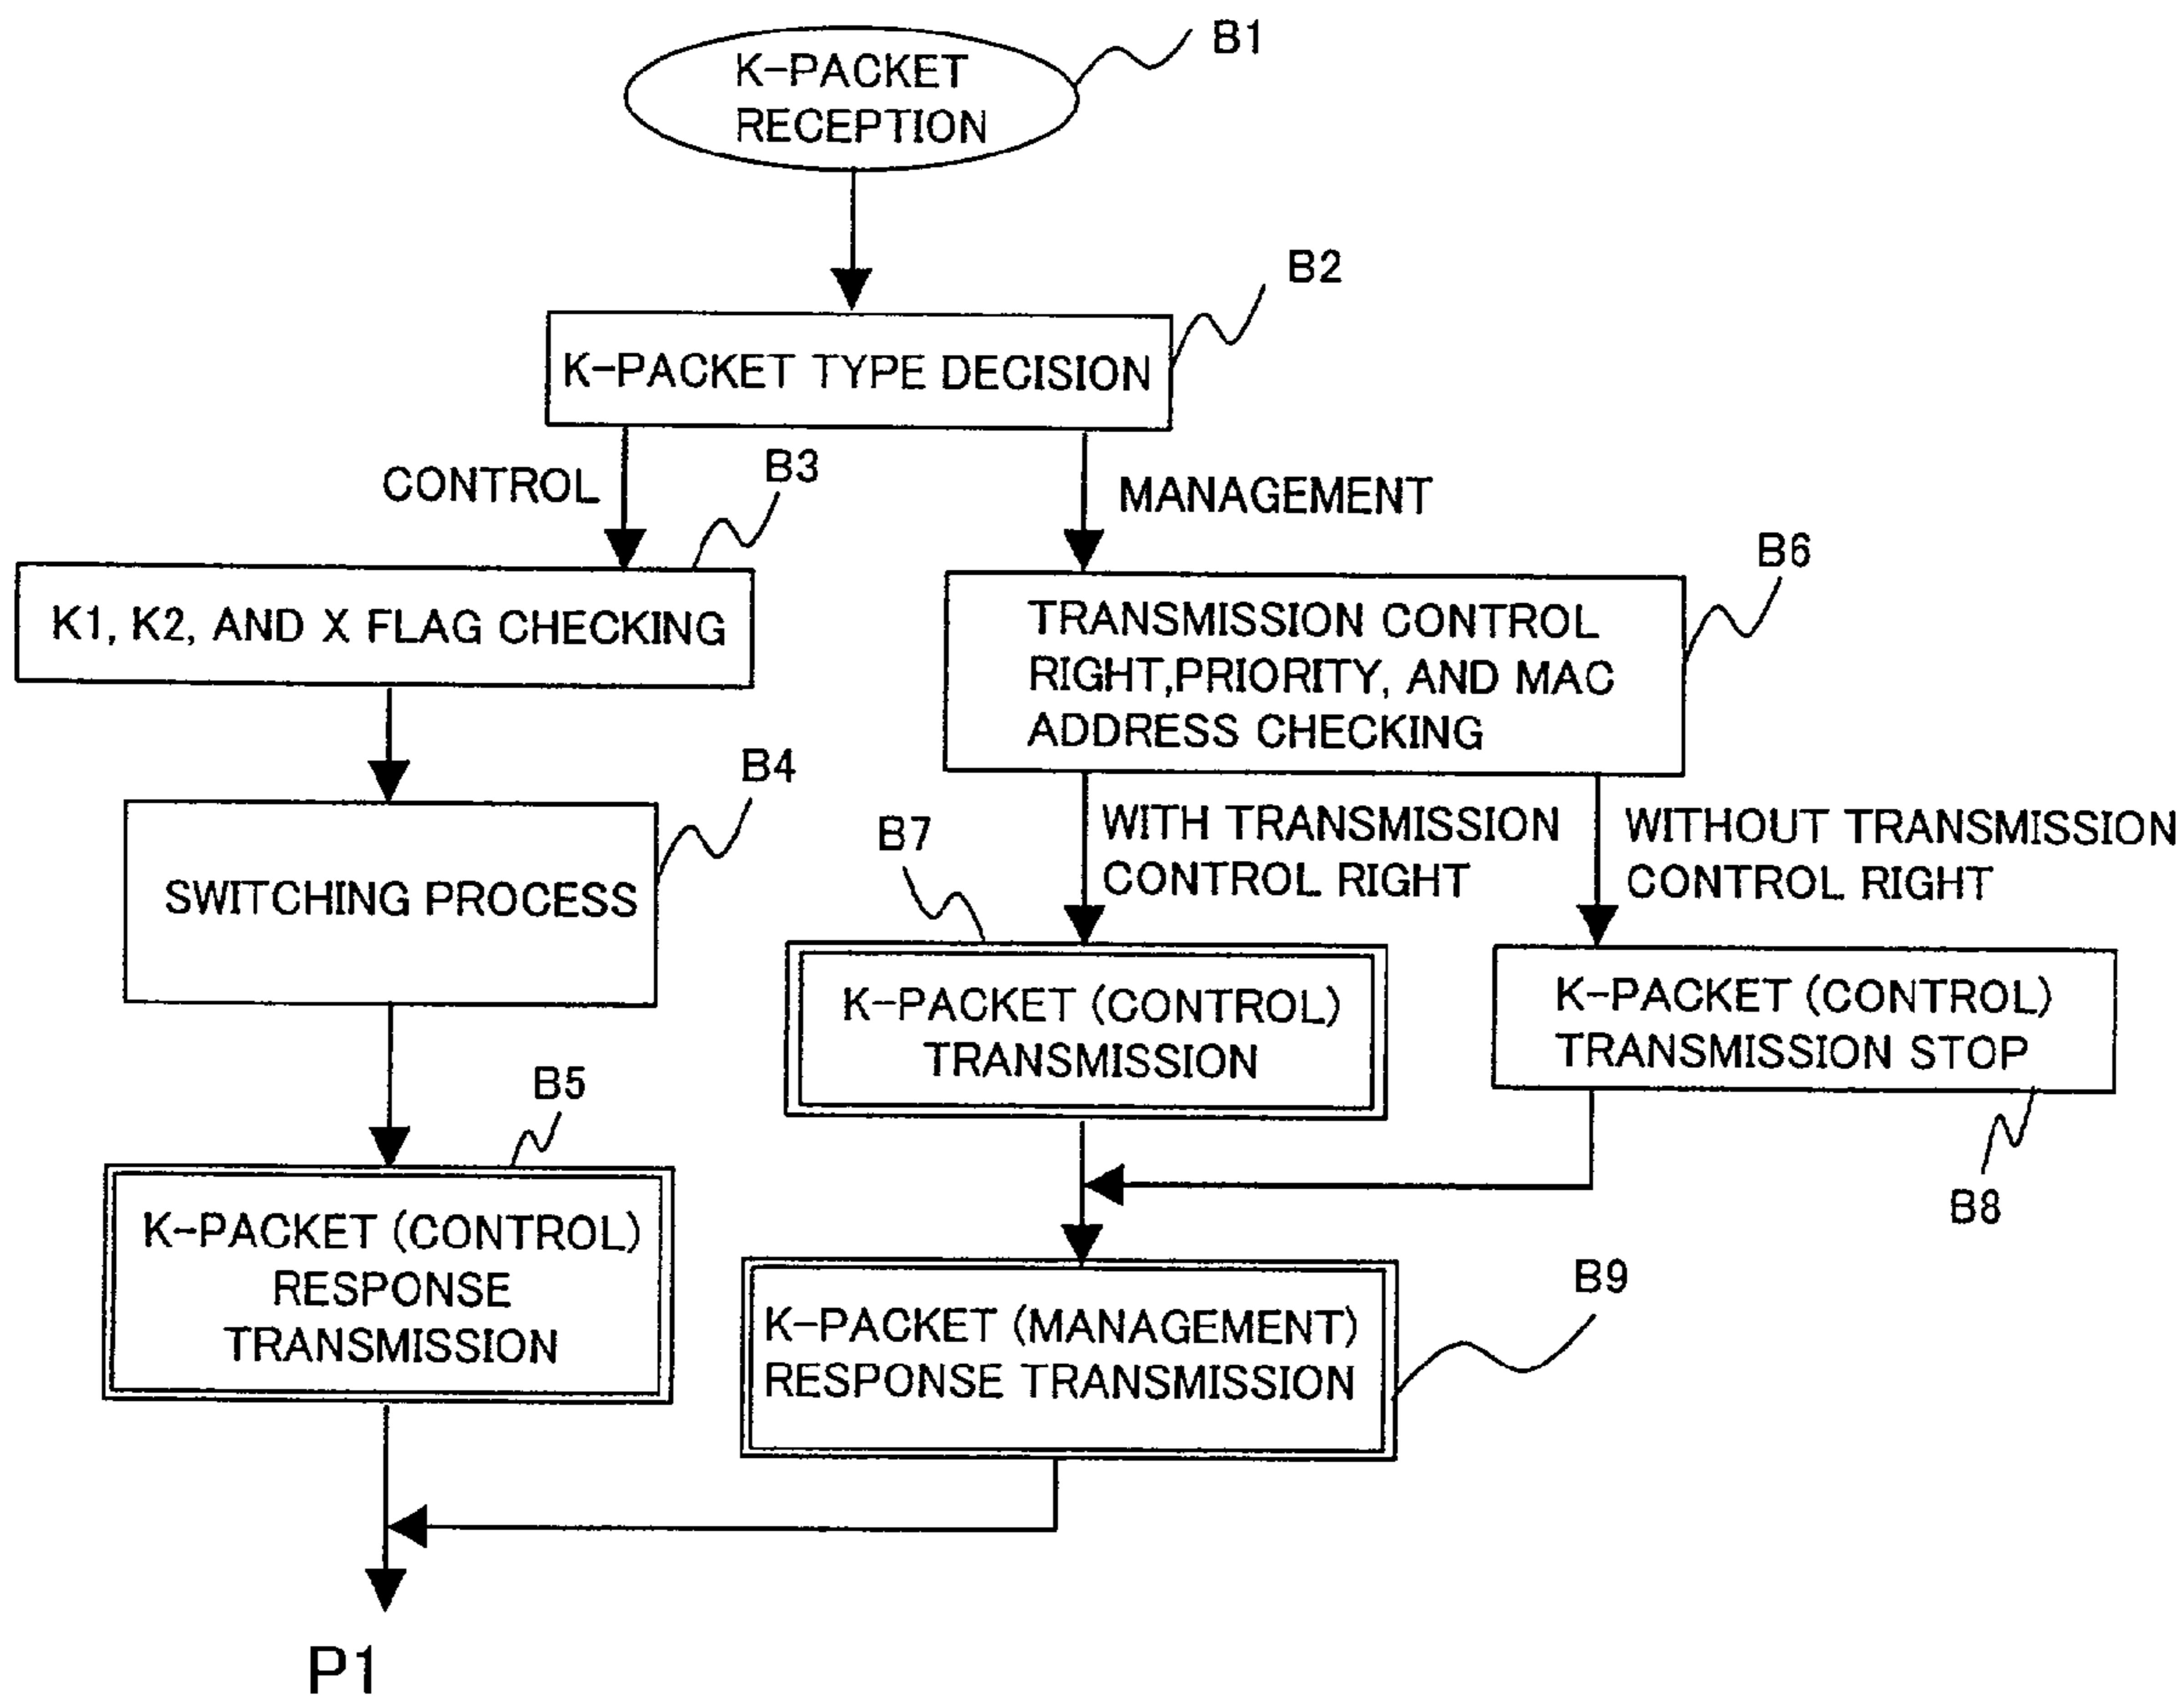 B1
K-PACKET
RECEPTION
B2
K-PACKET TYPE DECISION
CONTROL
B3
MANAGEMENT
B6
K1, K2, AND X FLAG CHECKING
TRANSMISSION CONTROL
RIGHT,PRIORITY, AND MAC
ADDRESS CHECKING
B4
SWITCHING PROCESS
B7
WITH TRANSMISSION
CONTROL RIGHT
WITHOUT TRANSMISSION
CONTROL RIGHT
K-PACKET (CONTROL)
TRANSMISSION
K-PACKET (CONTROL)
TRANSMISSION STOP
B8
B5
K-PACKET (CONTROL)
RESPONSE
TRANSMISSION
B9
K-PACKET (MANAGEMENT)
RESPONSE TRANSMISSION
P1